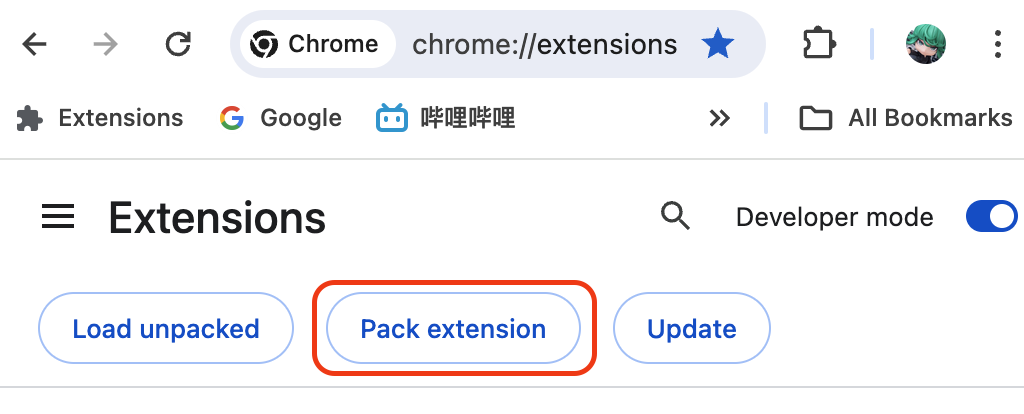 Chrome chrome://extensions
Extensions Google 哔哩哔哩 All Bookmarks
Extensions Developer mode
Load unpacked Pack extension Update